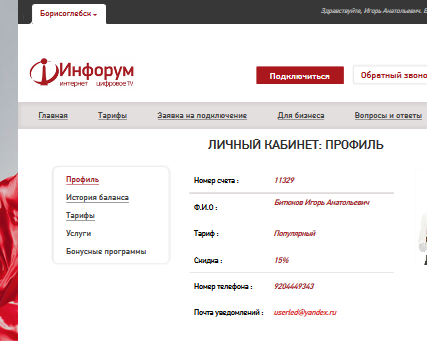 Борисоглебск
Здравствуйте, Игорь Анатольевич.
Инфорум
интернет цифровое TV
Подключиться
Обратный звонок
Главная Тарифы Заявка на подключение Для бизнеса Вопросы и ответы
ЛИЧНЫЙ КАБИНЕТ: ПРОФИЛЬ
Профиль
История баланса
Тарифы
Услуги
Бонусные программы
Номер счета : 11329
Ф.И.О : Битюков Игорь Анатольевич
Тариф : Популярный
Скидка : 15%
Номер телефона : 9204449343
Почта уведомлений : userled@yandex.ru